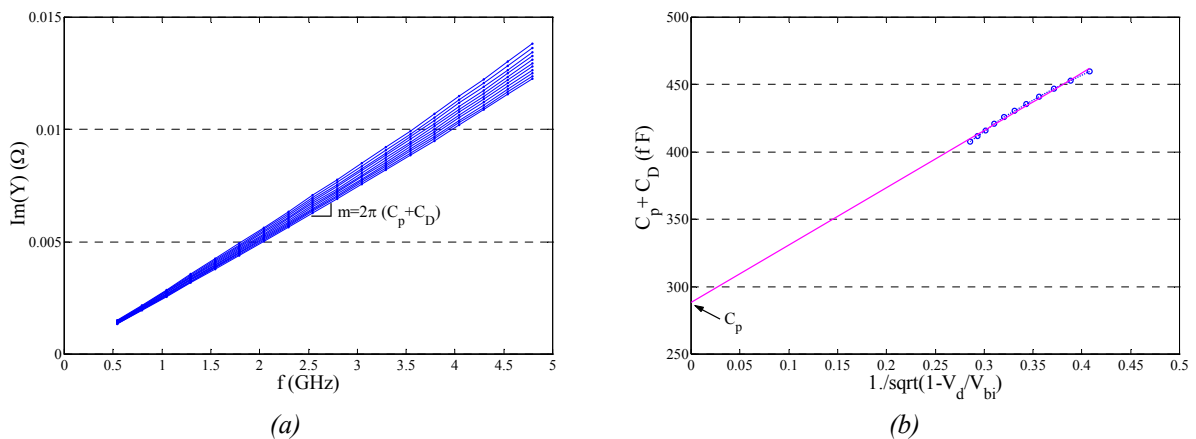 0.015
0.01
0.005
0
Im(Y) (Ω)
m=2π (C_p+C_D)
0 0.5 1 1.5 2 2.5 3 3.5 4 4.5 5
f (GHz)
(a)
500
450
400
350
300
250
C_p + C_D (f F)
C_p
0 0.05 0.1 0.15 0.2 0.25 0.3 0.35 0.4 0.45 0.5
1./sqrt(1-V_d/V_bi)
(b)